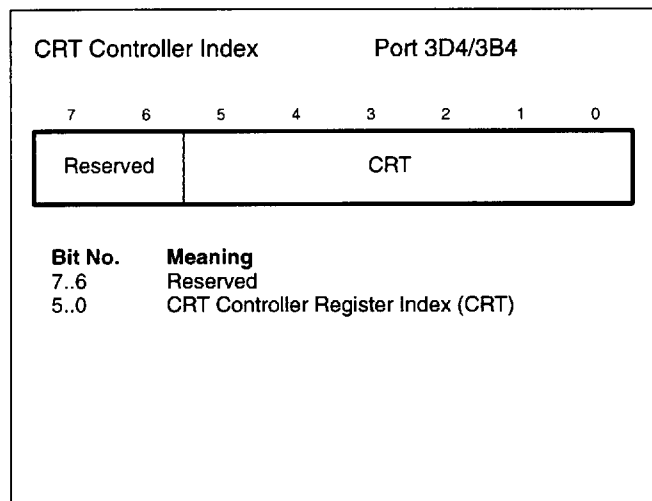 CRT Controller Index Port 3D4/3B4
7 6 5 4 3 2 1 0
Reserved CRT
Bit No. Meaning
7..6 Reserved
5..0 CRT Controller Register Index (CRT)